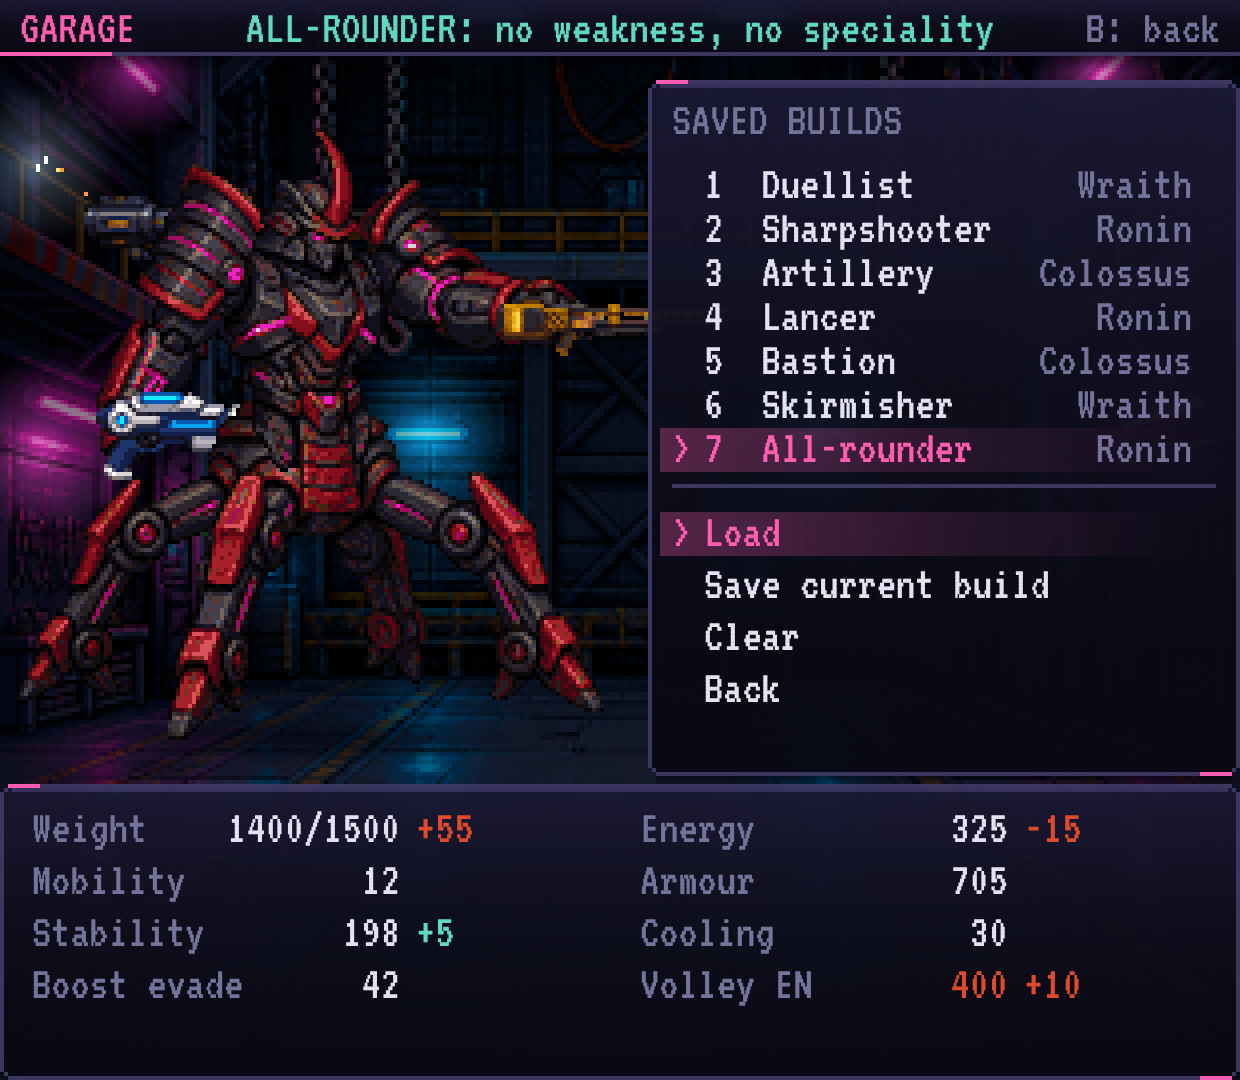 GARAGE ALL-ROUNDER: no weakness, no speciality B: back
SAVED BUILDS
1 Duellist Wraith
2 Sharpshooter Ronin
3 Artillery Colossus
4 Lancer Ronin
5 Bastion Colossus
6 Skirmisher Wraith
> 7 All-rounder Ronin
> Load
Save current build
Clear
Back
Weight 1400/1500 +55 Energy 325 -15
Mobility 12 Armour 705
Stability 198 +5 Cooling 30
Boost evade 42 Volley EN 400 +10